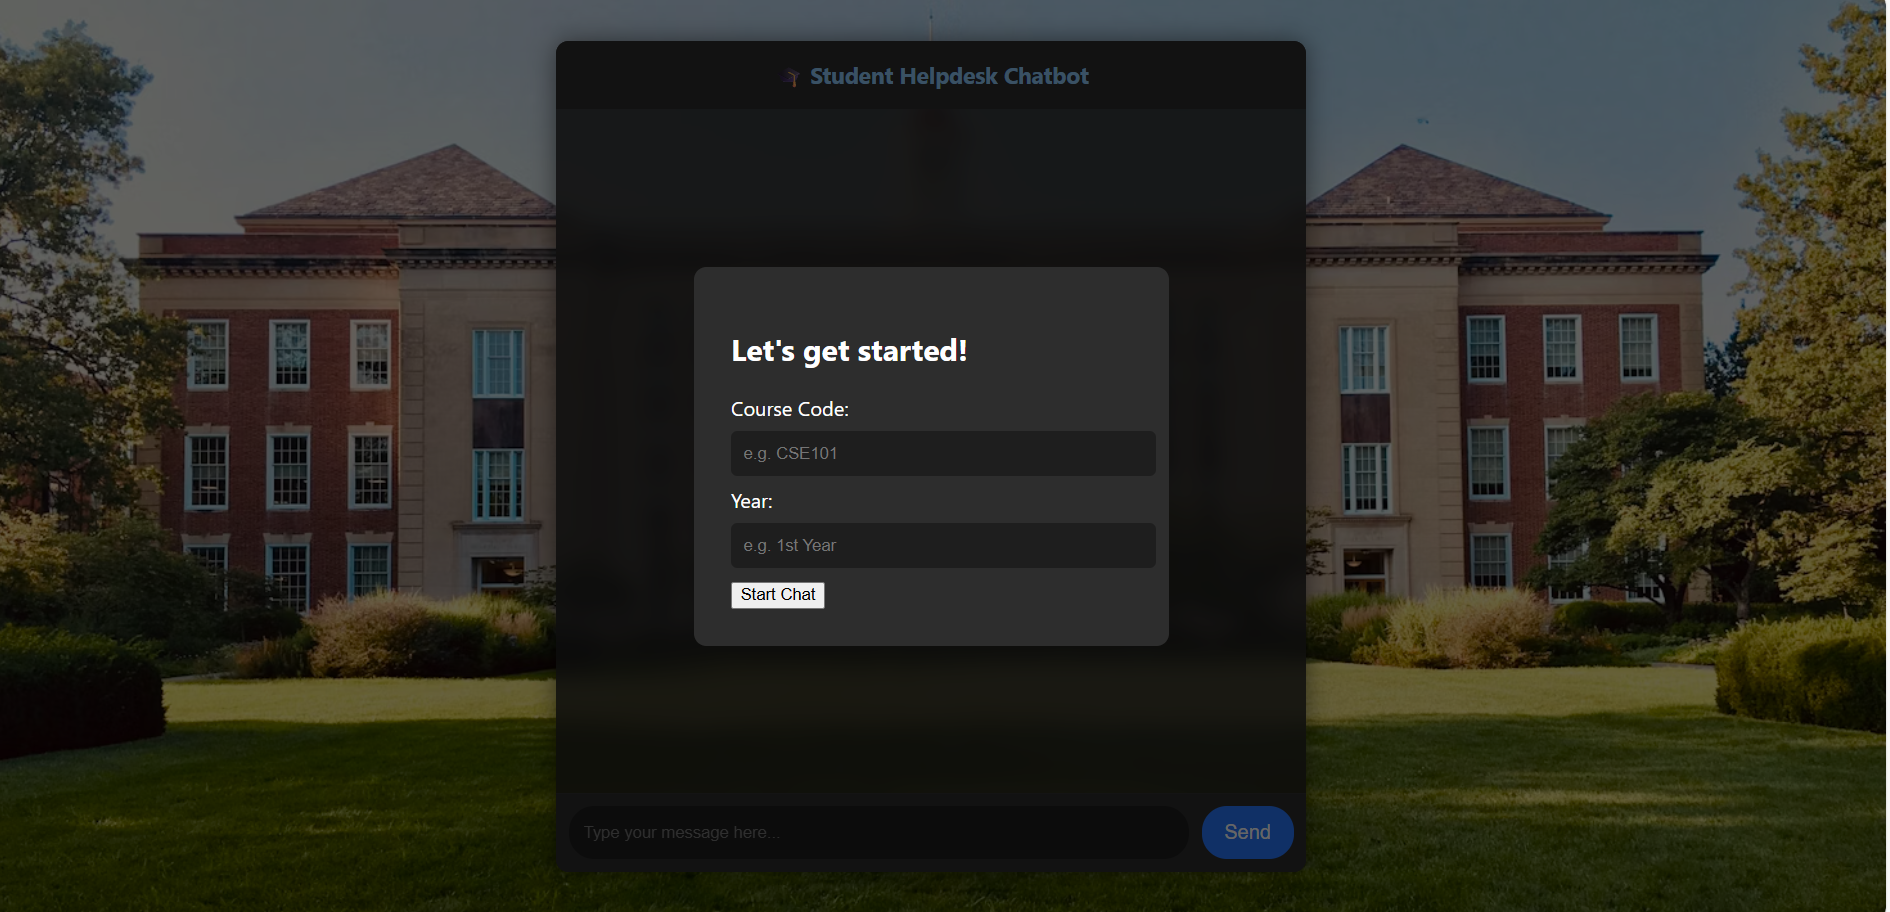 Student Helpdesk Chatbot
Let's get started!
Course Code:
e.g. CSE101
Year:
e.g. 1st Year
Start Chat
Type your message here...
Send